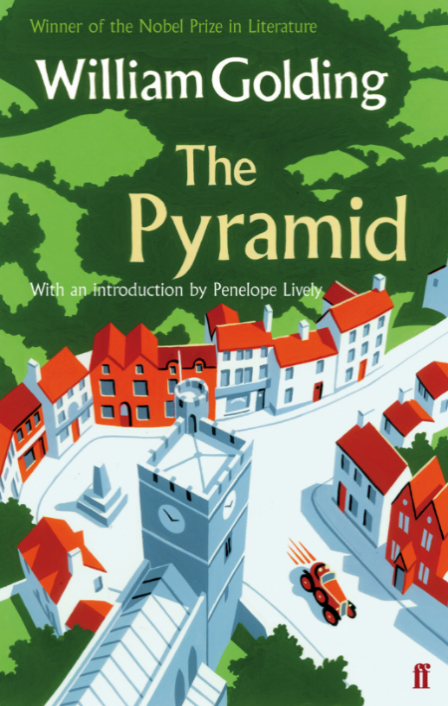 Winner of the Nobel Prize in Literature
William Golding
The
Pyramid
With an introduction by Penelope Lively
ff